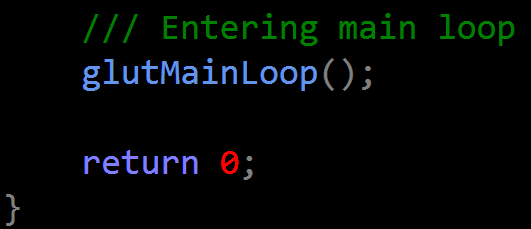 /// Entering main loop
glutMainLoop();
return 0;
}